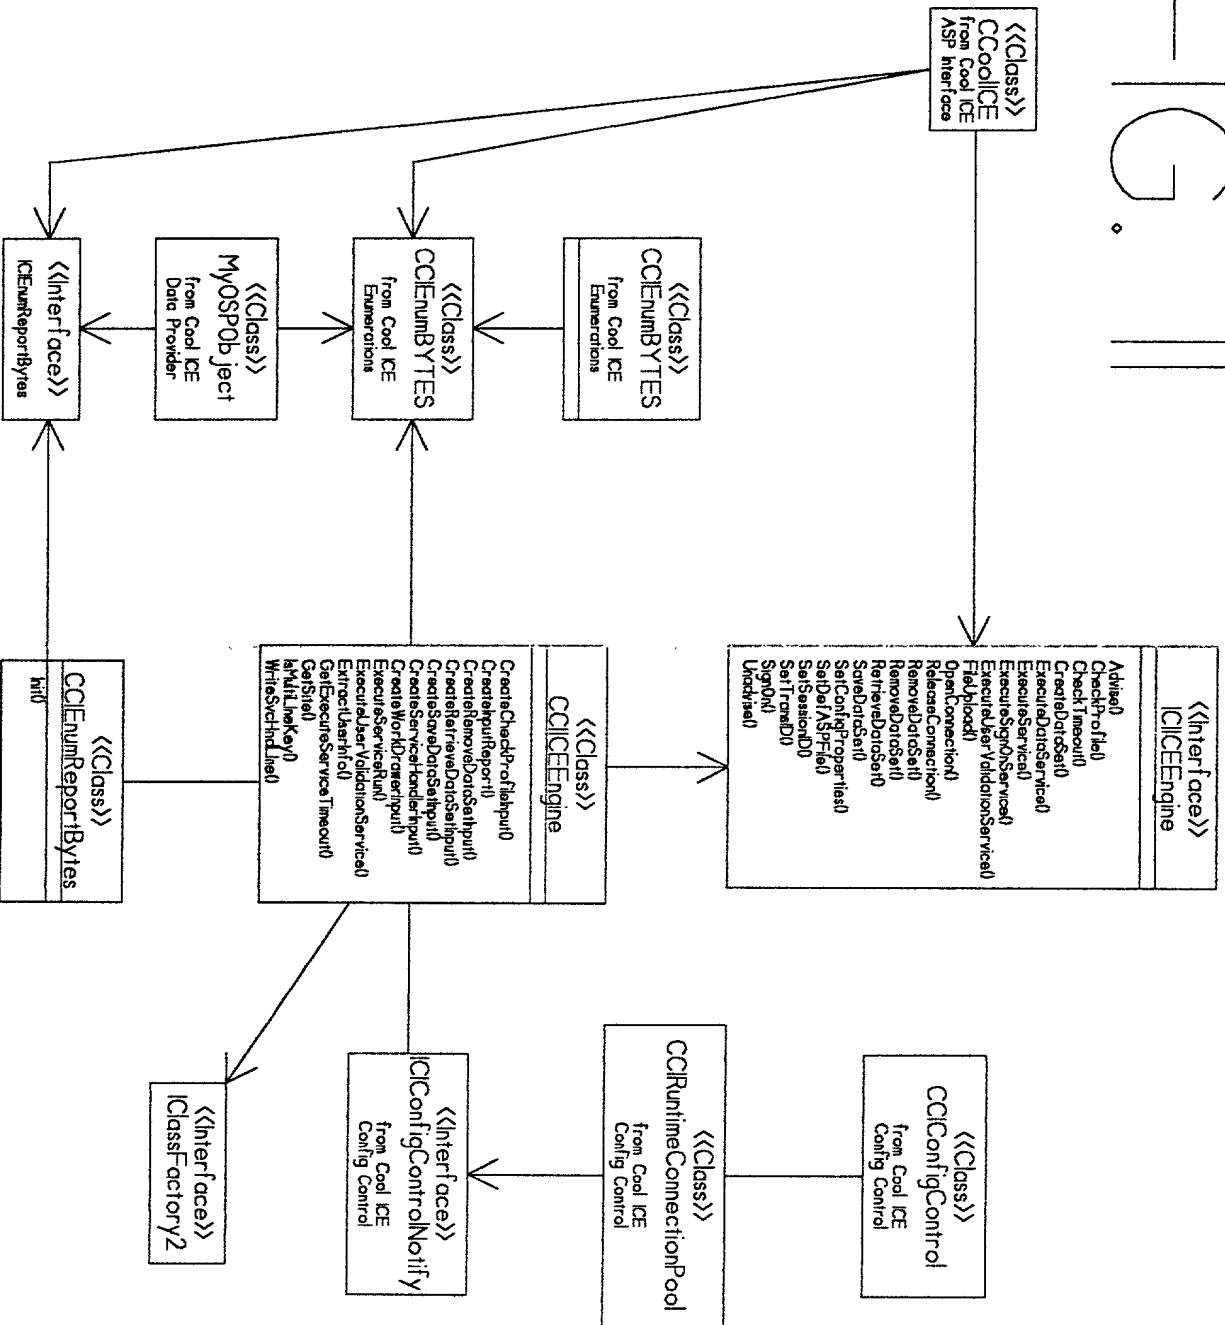 G.
<<Class>>
CCoolICE
from Cool ICE
ASP Interface
<<Interface>>
ICIICEEngine
Advise()
CheckProfile()
CheckTimeout()
CreateDataSet()
ExecuteDataService()
ExecuteService()
ExecuteSignOnService()
ExecuteUserValidationService()
FileUpload()
OpenConnection()
ReleaseConnection()
RemoveDataSet()
RemoveDataSet()
RetrieveDataSet()
SaveDataSet()
SetConfigProperties()
SetDefASPFile()
SetSessionID()
SetTransID()
SignOn()
Unadvise()
<<Class>>
CCIEnumBYTES
from Cool ICE
Enumerations
<<Class>>
CCIEnumBYTES
from Cool ICE
Enumerations
<<Class>>
MyOSPObject
from Cool ICE
Data Provider
<<Interface>>
ICIEnumReportBytes
<<Class>>
CCIICEEngine
CreateCheckProfileInput()
CreateInputReport()
CreateRemoveDataSetInput()
CreateRetrieveDataSetInput()
CreateSaveDataSetInput()
CreateServiceHandlerInput()
CreateWorkDrawerInput()
ExecuteServiceRun()
ExecuteUserValidationService()
ExtractUserInfo()
GetExecuteServiceTimeout()
GetSite()
IsMultiLineKey()
WriteSvcHndLine()
<<Class>>
CCIEnumReportBytes
Init()
<<Class>>
CCIConfigControl
from Cool ICE
Config Control
<<Class>>
CCIRuntimeConnectionPool
from Cool ICE
Config Control
<<Interface>>
ICIConfigControlNotify
from Cool ICE
Config Control
<<Interface>>
IClassFactory2